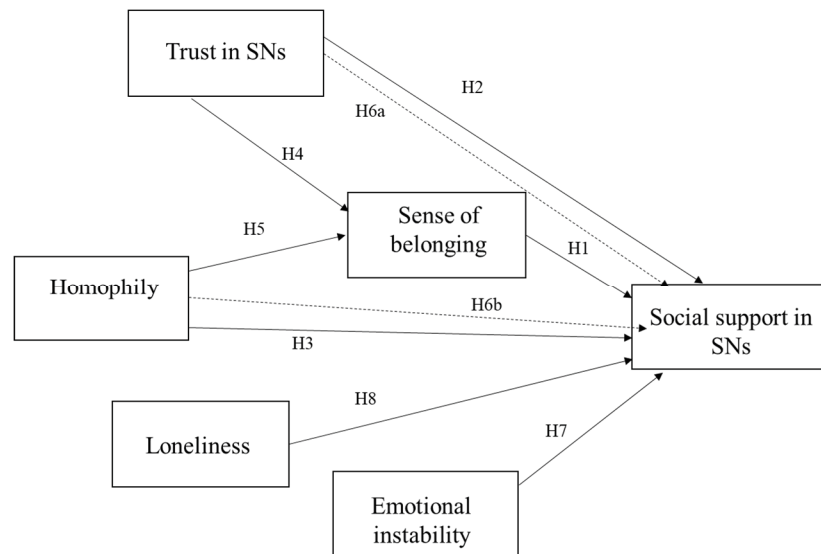 Trust in SNs
H2
H6a
H4
Sense of
belonging
H5
H1
Homophily
H6b
Social support in
SNs
H3
H8
Loneliness
H7
Emotional
instability